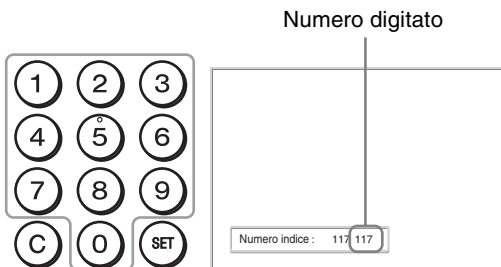 Numero digitato
1 2 3
4 5 6
7 8 9
C 0 SET
Numero indice : 117 117